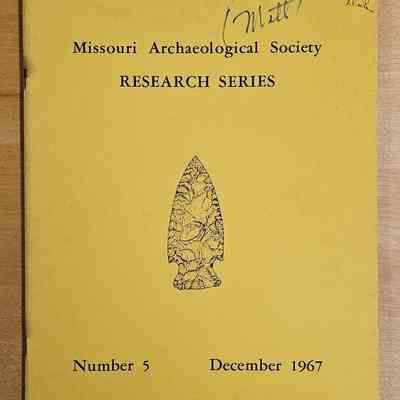 (Matt)
Missouri Archaeological Society
RESEARCH SERIES
Number 5 December 1967